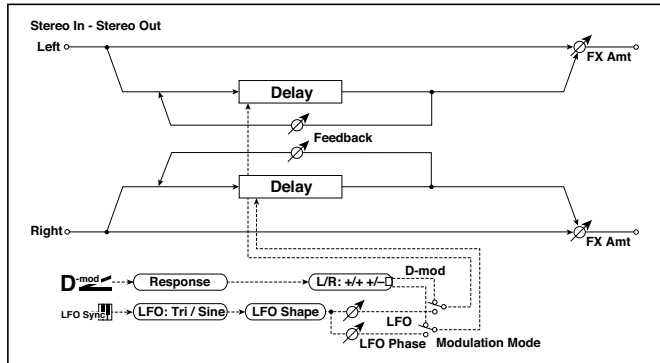 Stereo In - Stereo Out
Left
FX Amt
Delay
Feedback
Delay
Right
FX Amt
D-mod
D-mod
Response
L/R: +/+ +/–
LFO Sync
LFO: Tri / Sine
LFO Shape
LFO
LFO Phase
Modulation Mode